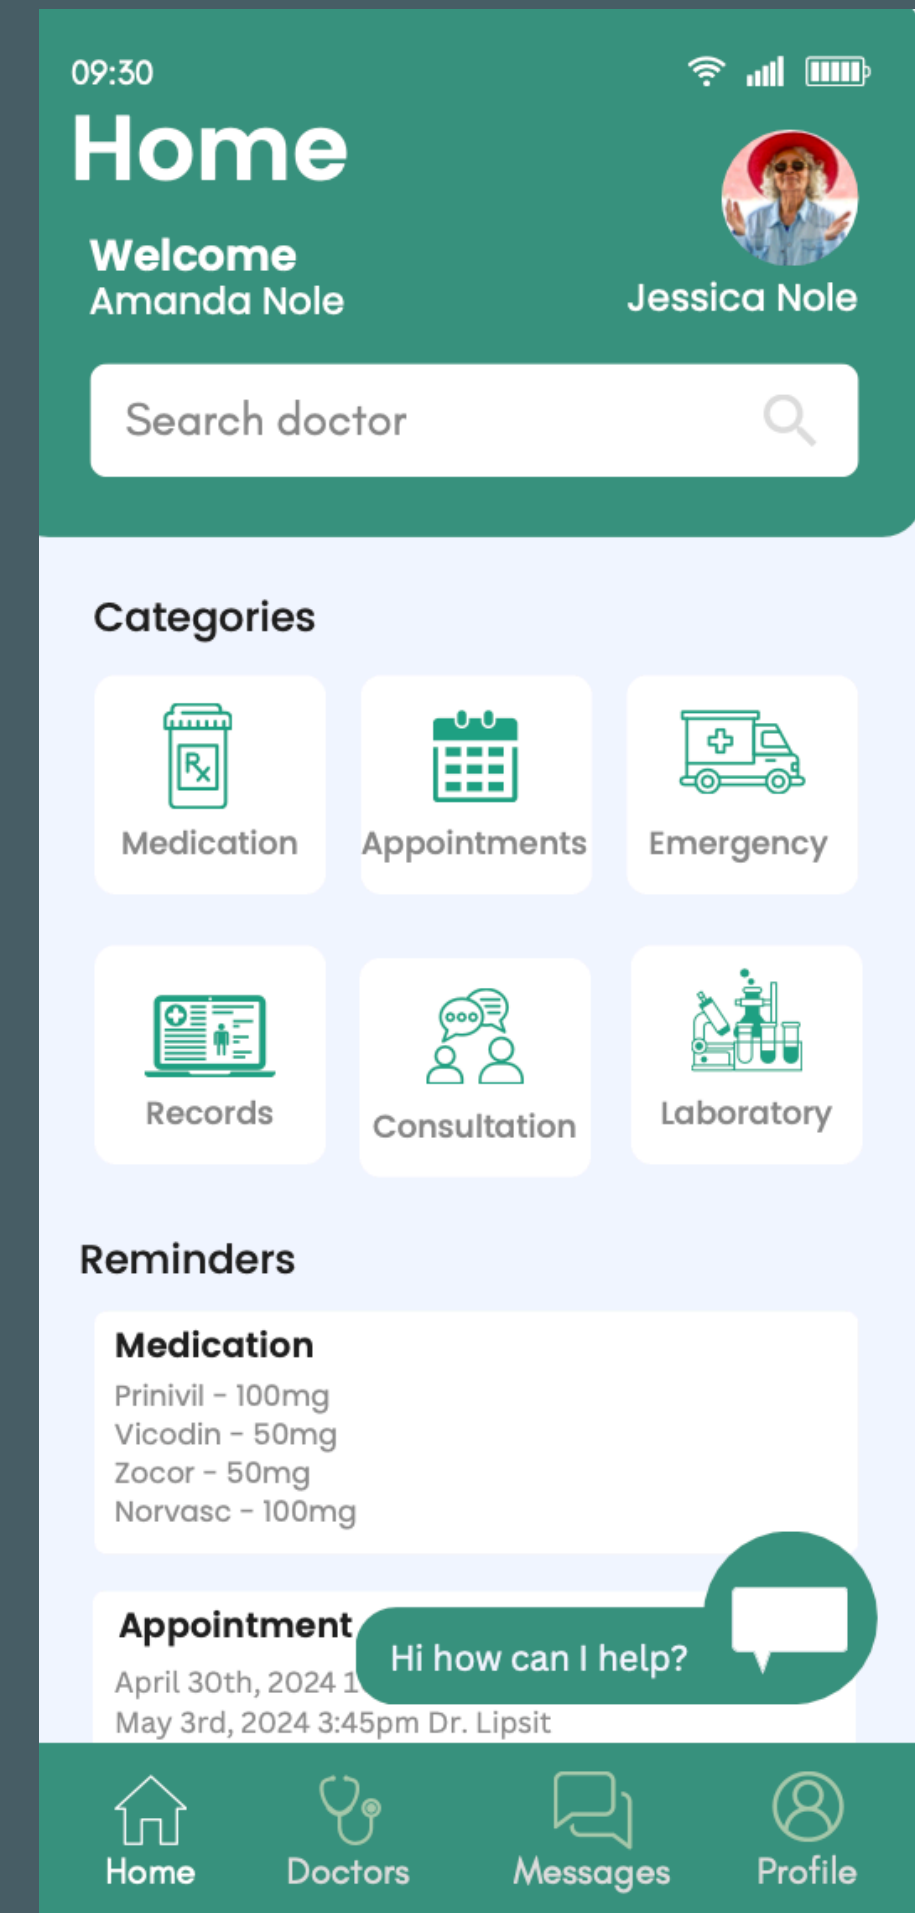 09:30
Home
Welcome
Amanda Nole
Jessica Nole
Search doctor
Categories
Medication
Appointments
Emergency
Rx
Records
Consultation
Laboratory
Reminders
Medication
Prinivil - 100mg
Vicodin - 50mg
Zocor - 50mg
Norvasc - 100mg
Appointment
April 30th, 2024 1
May 3rd, 2024 3:45pm Dr. Lipsit
Hi how can I help?
Home
Doctors
Messages
Profile